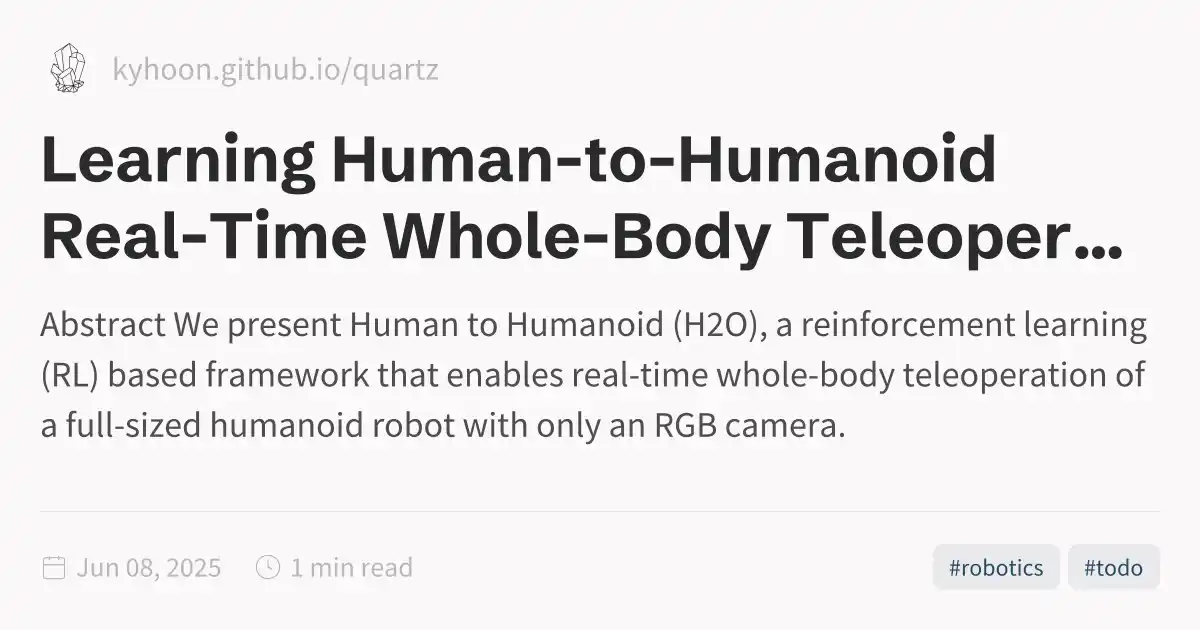 kyhoon.github.io/quartz
Learning Human-to-Humanoid
Real-Time Whole-Body Teleoper...
Abstract We present Human to Humanoid (H2O), a reinforcement learning
(RL) based framework that enables real-time whole-body teleoperation of
a full-sized humanoid robot with only an RGB camera.
Jun 08, 2025 1 min read #robotics #todo